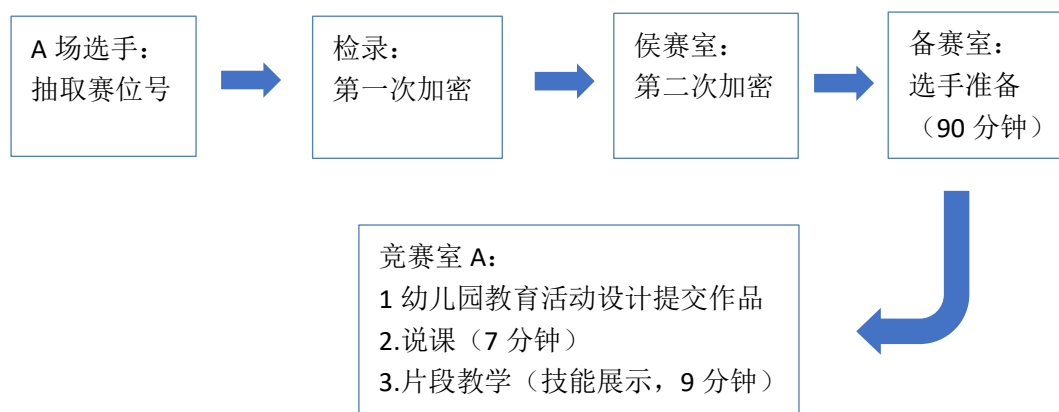 A 场选手：
抽取赛位号
检录：
第一次加密
侯赛室：
第二次加密
备赛室：
选手准备
（90 分钟）
竞赛室 A：
1 幼儿园教育活动设计提交作品
2.说课（7 分钟）
3.片段教学（技能展示，9 分钟）